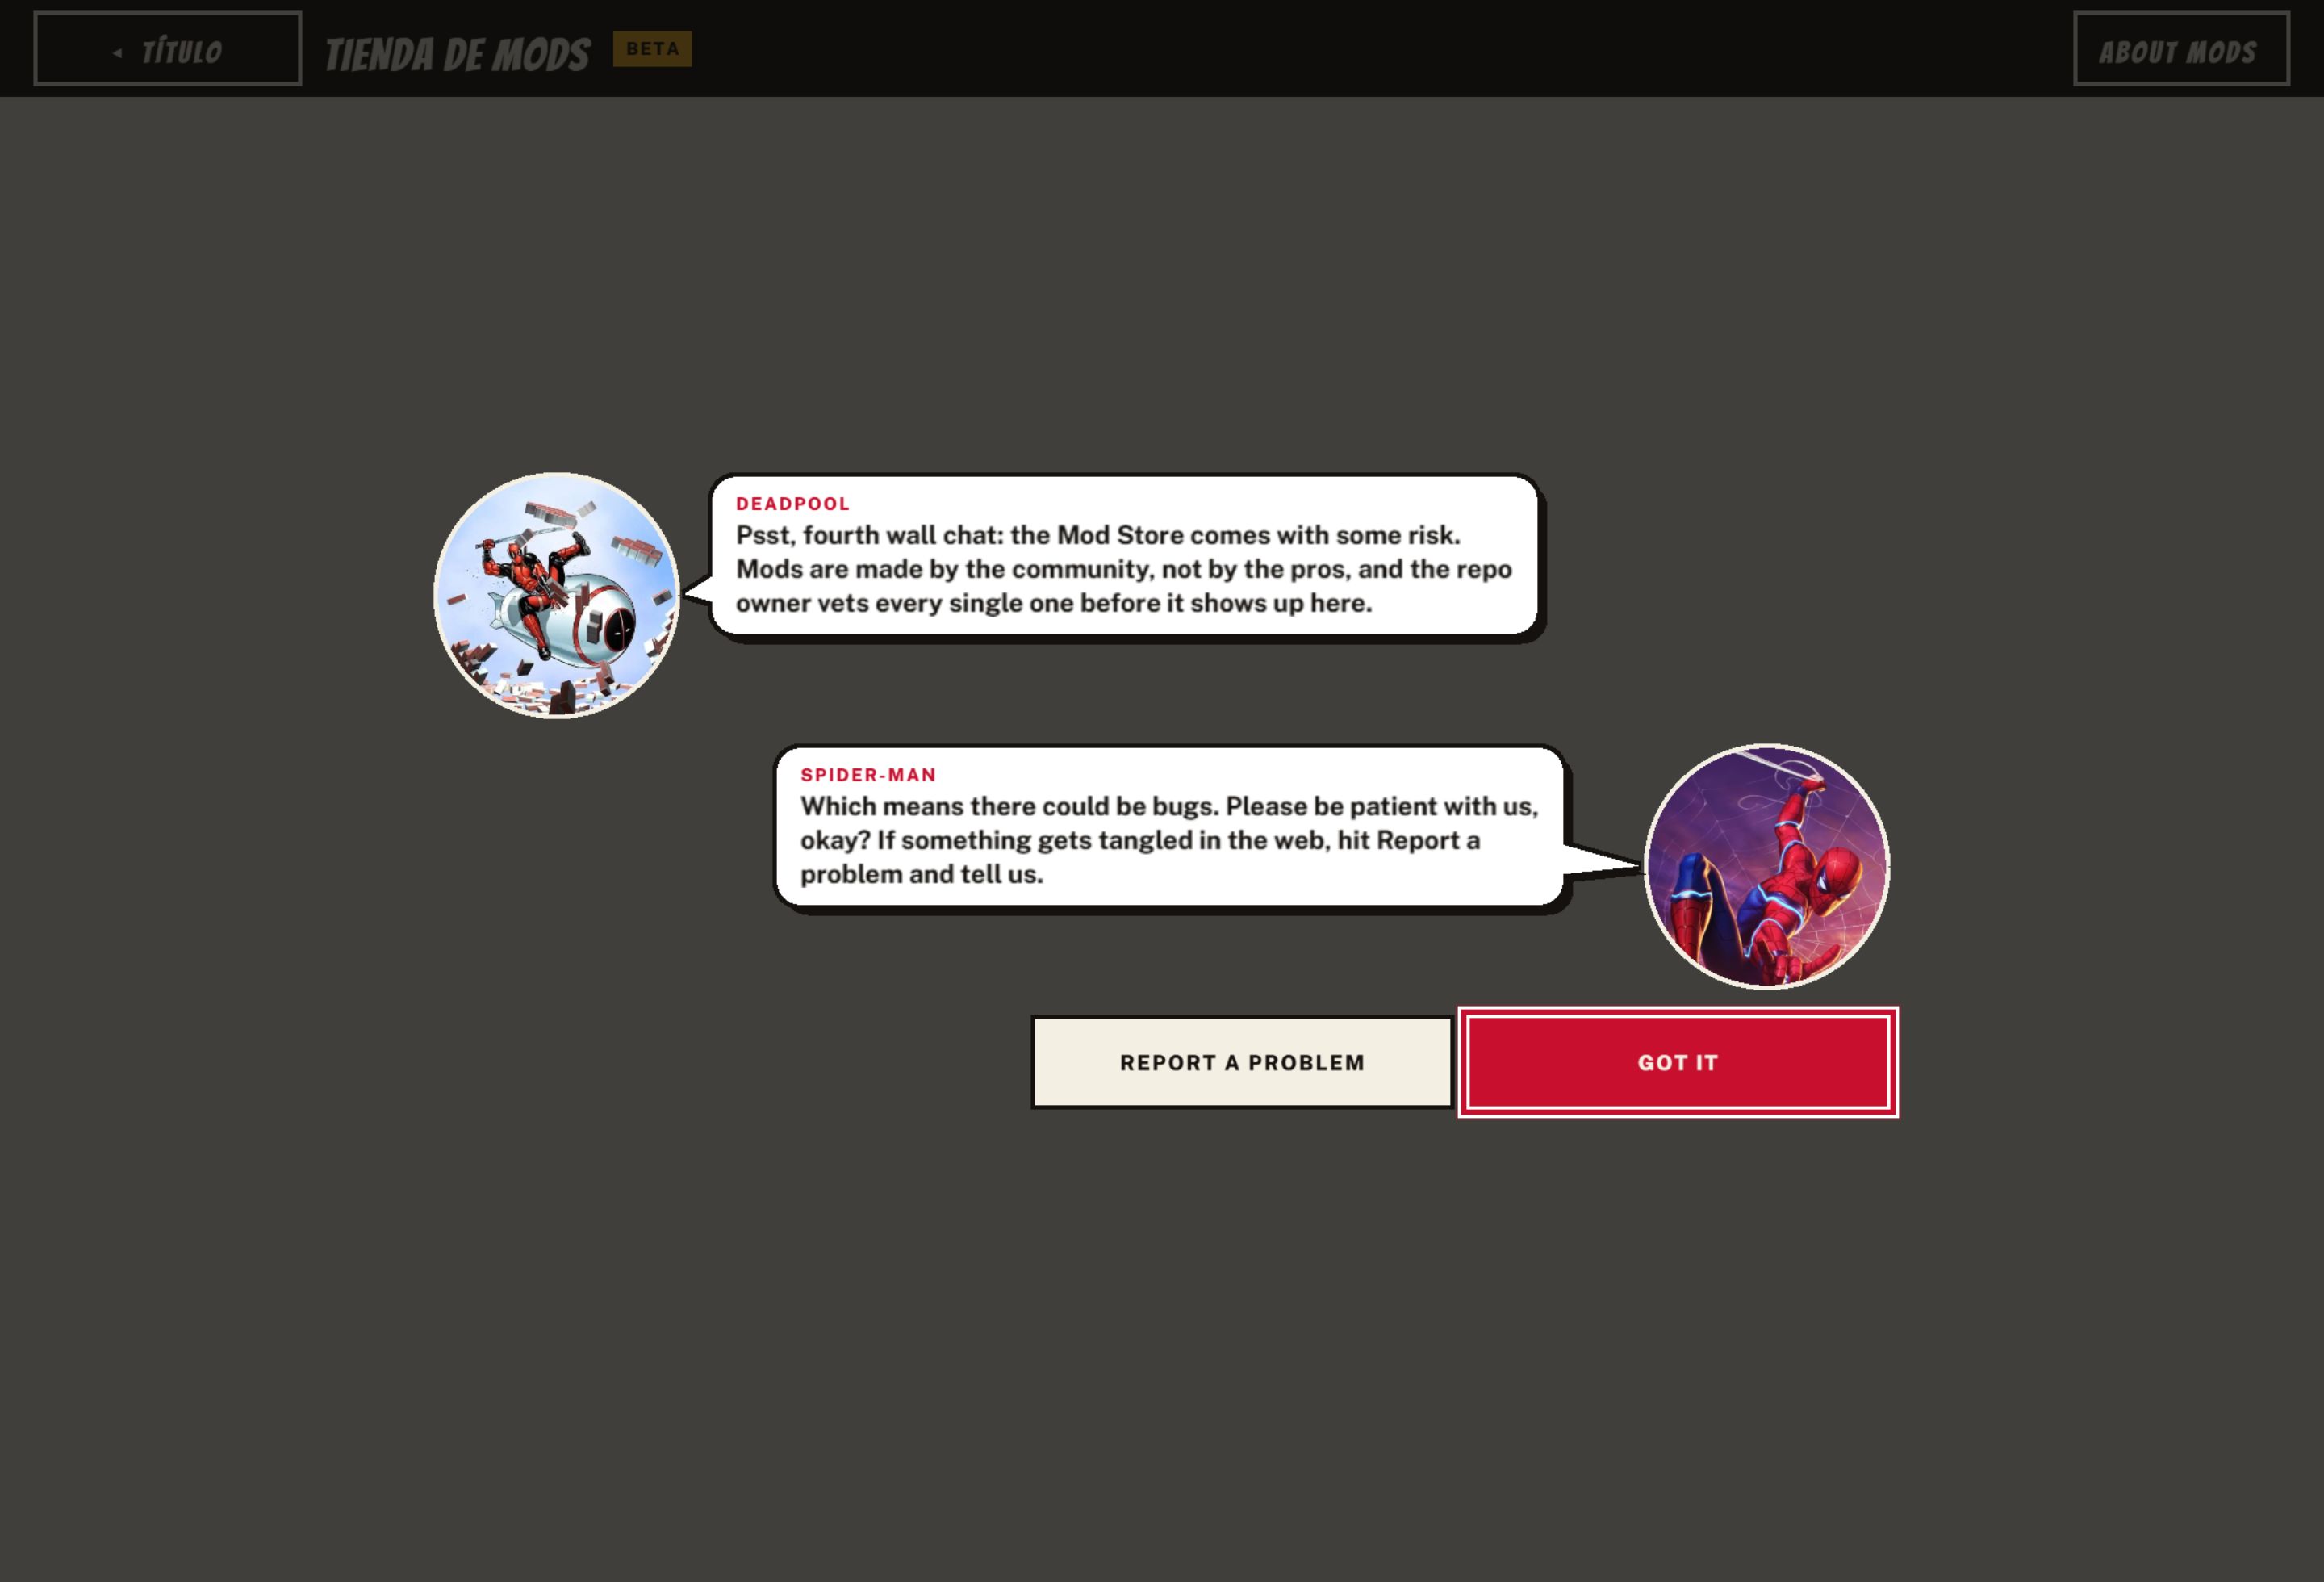 ◂ TÍTULO
TIENDA DE MODS
BETA
ABOUT MODS
DEADPOOL
Psst, fourth wall chat: the Mod Store comes with some risk.
Mods are made by the community, not by the pros, and the repo
owner vets every single one before it shows up here.
SPIDER-MAN
Which means there could be bugs. Please be patient with us,
okay? If something gets tangled in the web, hit Report a
problem and tell us.
REPORT A PROBLEM
GOT IT